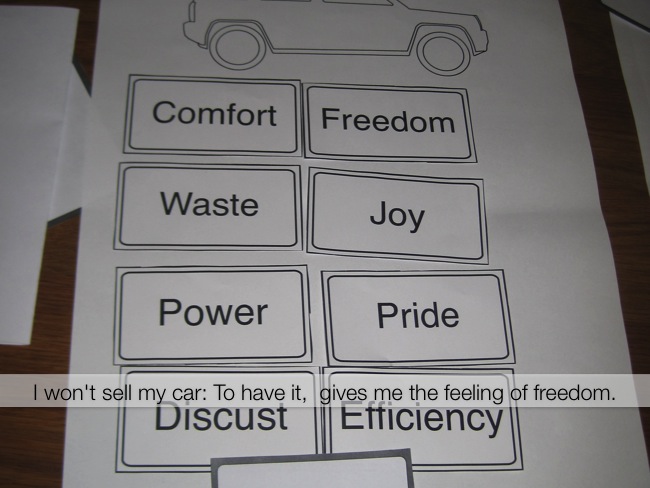 Comfort Freedom
Waste Joy
Power Pride
I won't sell my car: To have it, gives me the feeling of freedom.
Discust Efficiency